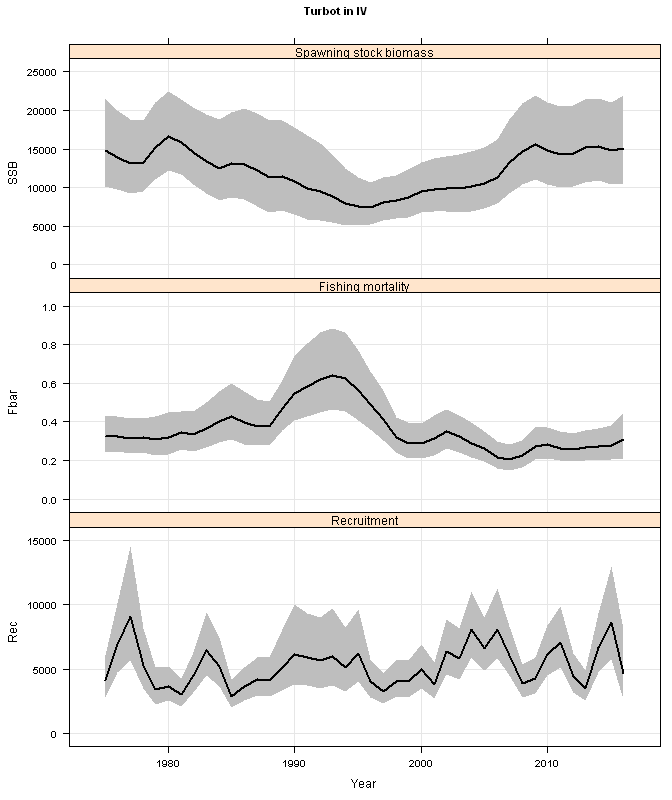 Turbot in IV
Spawning stock biomass
25000
20000
15000
10000
5000
0
SSB
Fishing mortality
1.0
0.8
0.6
0.4
0.2
0.0
Fbar
Recruitment
15000
10000
5000
0
Rec
1980 1990 2000 2010
Year